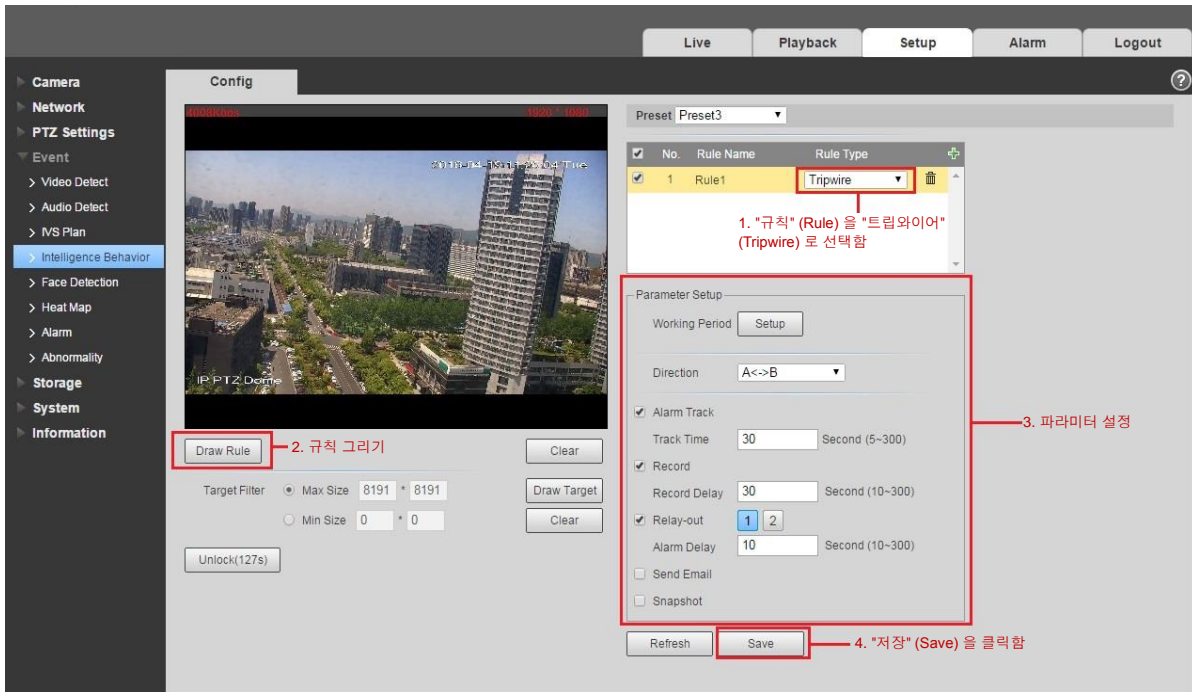 Live
Playback
Setup
Alarm
Logout
Camera
Network
PTZ Settings
Event
Video Detect
Audio Detect
IVS Plan
Intelligence Behavior
Face Detection
Heat Map
Alarm
Abnormality
Storage
System
Information
Config
?
1920 * 1080
IP PTZ Dome
Draw Rule
2. 규칙 그리기
Clear
Target Filter
Max Size 8191 * 8191
Draw Target
Min Size 0 * 0
Clear
Unlock(127s)
Preset Preset3
No. Rule Name Rule Type
1 Rule1 Tripwire
1. "규칙" (Rule) 을 "트립와이어"
(Tripwire) 로 선택함
Parameter Setup
Working Period Setup
Direction A<->B
Alarm Track
Track Time 30 Second (5~300)
Record
Record Delay 30 Second (10~300)
Relay-out 1 2
Alarm Delay 10 Second (10~300)
Send Email
Snapshot
3. 파라미터 설정
Refresh
Save
4. "저장" (Save) 을 클릭함